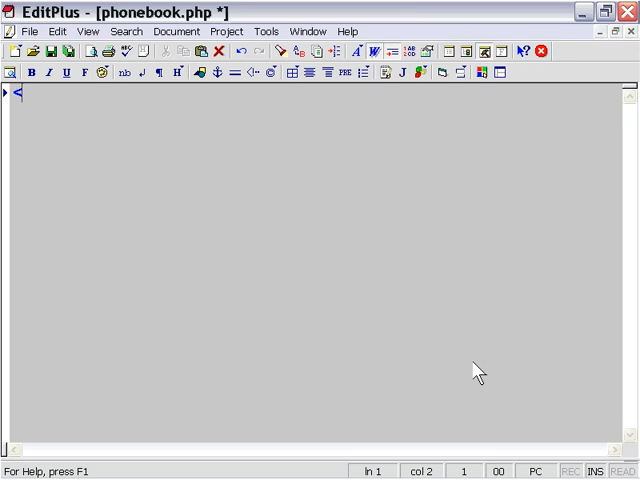 EditPlus - [phonebook.php *]
File Edit View Search Document Project Tools Window Help
B I U F nb ¶ H PRE J
<
For Help, press F1 ln 1 col 2 1 00 PC REC INS READ